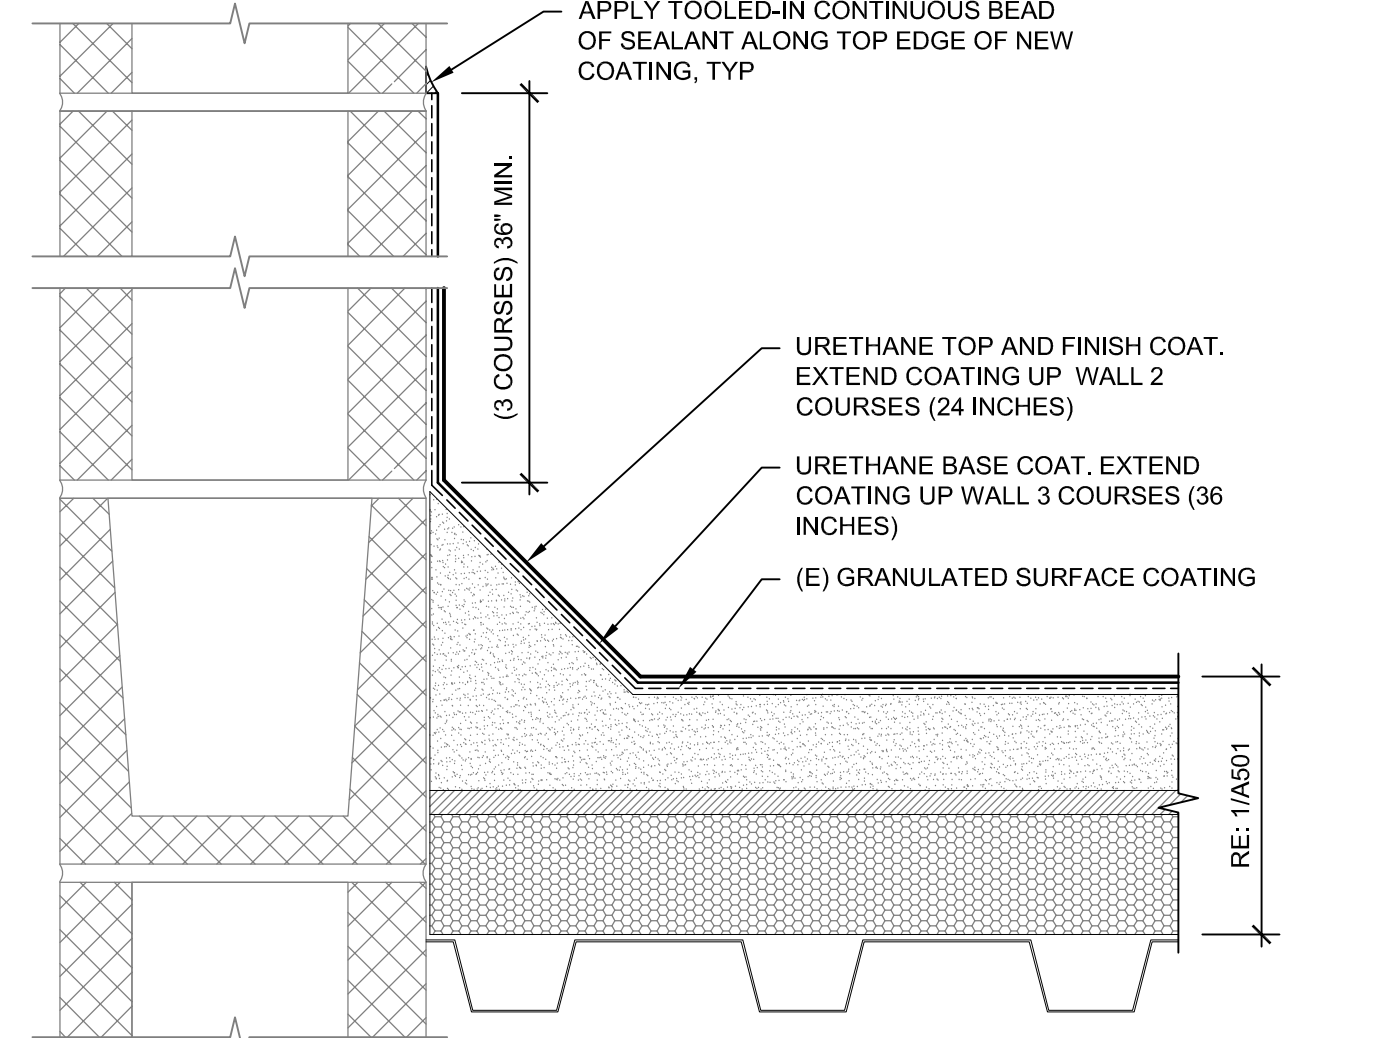 APPLY TOOLED-IN CONTINUOUS BEAD
OF SEALANT ALONG TOP EDGE OF NEW
COATING, TYP
(3 COURSES) 36" MIN.
URETHANE TOP AND FINISH COAT.
EXTEND COATING UP WALL 2
COURSES (24 INCHES)
URETHANE BASE COAT. EXTEND
COATING UP WALL 3 COURSES (36
INCHES)
(E) GRANULATED SURFACE COATING
RE: 1/A501